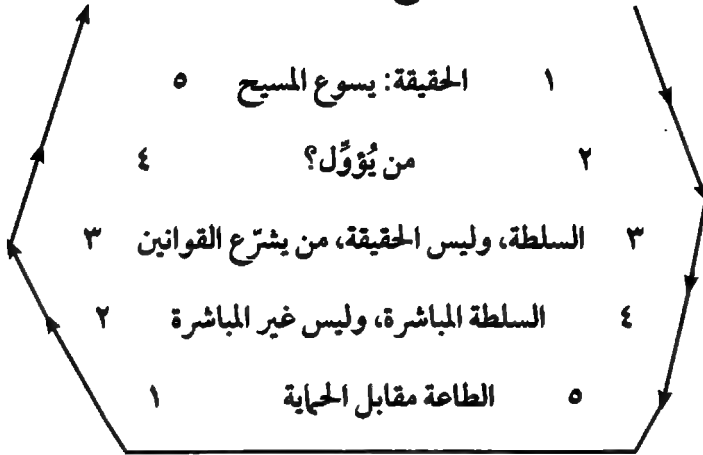 ١ الحقيقة: يسوع المسيح ٥
٢ من يُؤوِّل؟ ٤
٣ السلطة، وليس الحقيقة، من يشرّع القوانين ٣
٤ السلطة المباشرة، وليس غير المباشرة ٢
٥ الطاعة مقابل الحماية ١